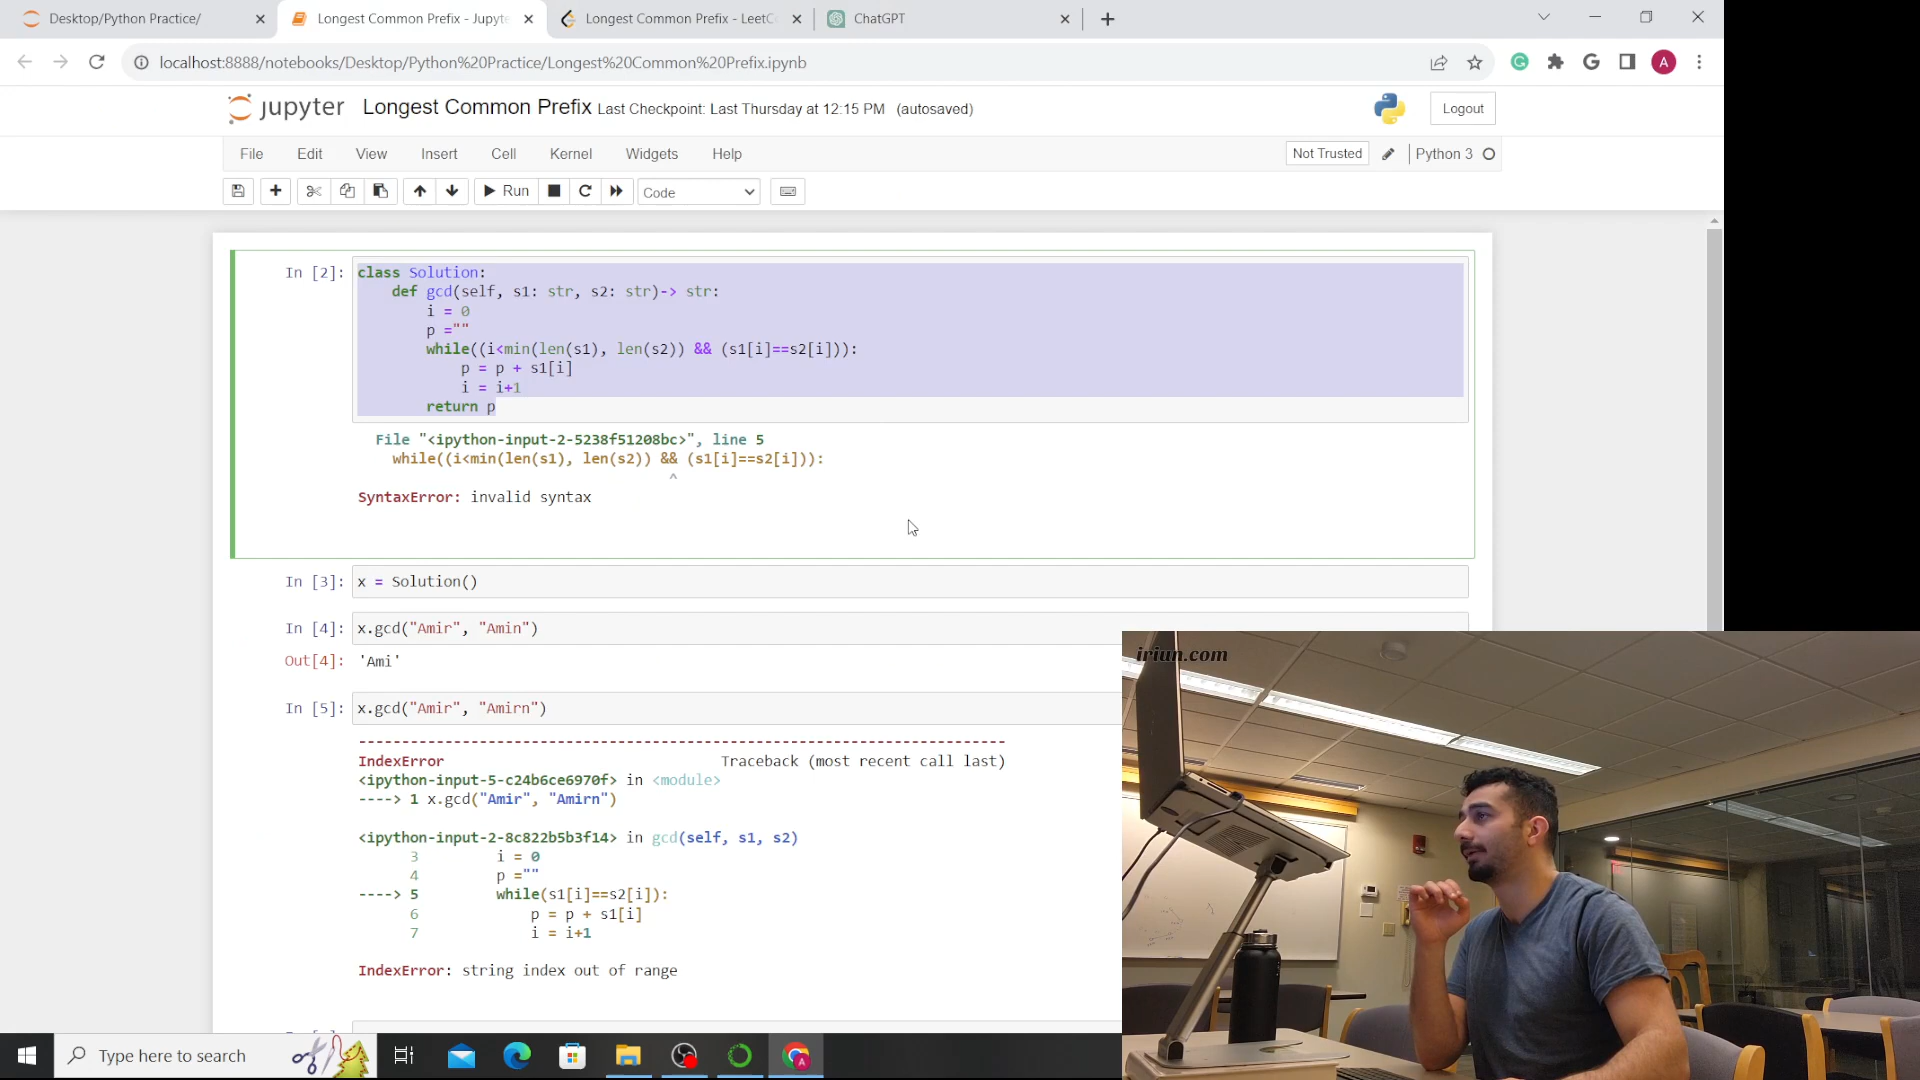 Desktop/Python Practice/
Longest Common Prefix - Jupyte
Longest Common Prefix - LeetC
ChatGPT
localhost:8888/notebooks/Desktop/Python%20Practice/Longest%20Common%20Prefix.ipynb
A
jupyter Longest Common Prefix Last Checkpoint: Last Thursday at 12:15 PM (autosaved)
Logout
File Edit View Insert Cell Kernel Widgets Help
Not Trusted
Python 3
Run
Code
In [2]: class Solution:
def gcd(self, s1: str, s2: str)-> str:
i = 0
p =""
while((i<min(len(s1), len(s2)) && (s1[i]==s2[i])):
p = p + s1[i]
i = i+1
return p
File "<ipython-input-2-5238f51208bc>", line 5
while((i<min(len(s1), len(s2)) && (s1[i]==s2[i])):
^
SyntaxError: invalid syntax
In [3]: x = Solution()
In [4]: x.gcd("Amir", "Amin")
Out[4]: 'Ami'
In [5]: x.gcd("Amir", "Amirn")
---------------------------------------------------------------------------
IndexError Traceback (most recent call last)
<ipython-input-5-c24b6ce6970f> in <module>
----> 1 x.gcd("Amir", "Amirn")
<ipython-input-2-8c822b5b3f14> in gcd(self, s1, s2)
3 i = 0
4 p =""
----> 5 while(s1[i]==s2[i]):
6 p = p + s1[i]
7 i = i+1
IndexError: string index out of range
iriun.com
Type here to search